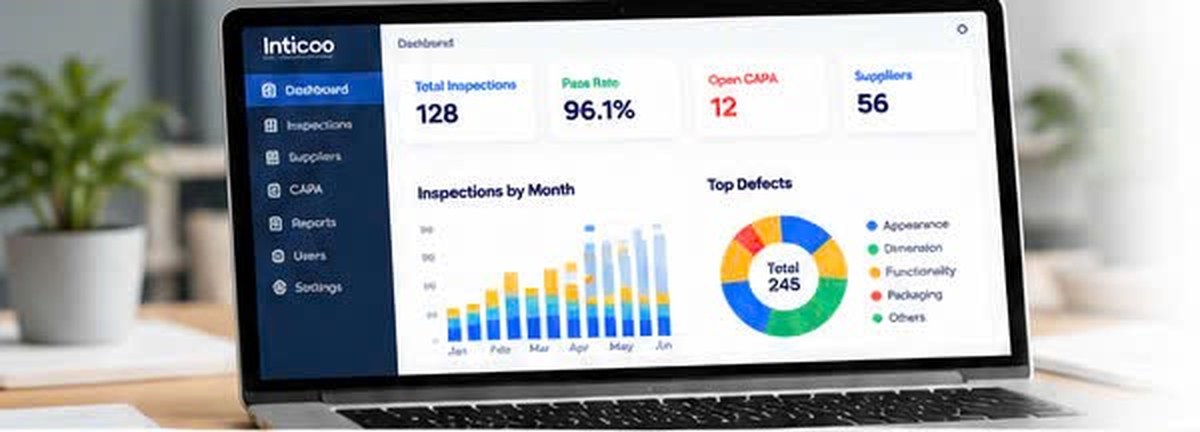 Inticoo
Dashboard
Inspections
Suppliers
CAPA
Reports
Users
Settings
Dashboard
Total Inspections
128
Pass Rate
96.1%
Open CAPA
12
Suppliers
56
Inspections by Month
Jan Feb Mar Apr May Jun
Top Defects
Total
245
Appearance
Dimension
Functionality
Packaging
Others